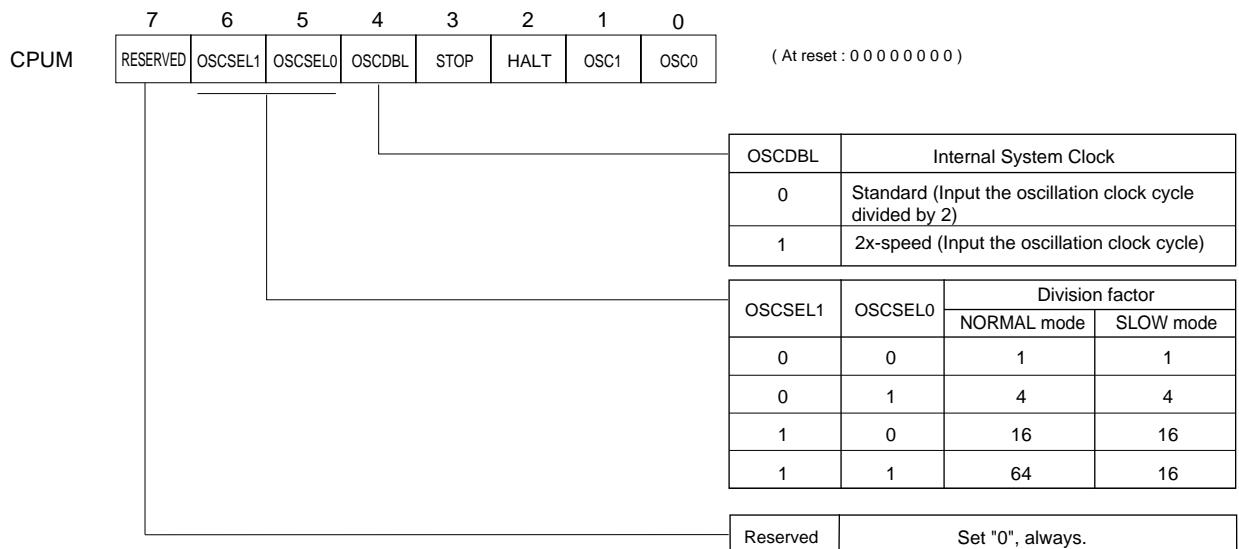 7 6 5 4 3 2 1 0
CPUM RESERVED OSCSEL1 OSCSEL0 OSCDBL STOP HALT OSC1 OSC0 ( At reset : 0 0 0 0 0 0 0 0 )
OSCDBL Internal System Clock
0 Standard (Input the oscillation clock cycle
divided by 2)
1 2x-speed (Input the oscillation clock cycle)
OSCSEL1 OSCSEL0 Division factor
NORMAL mode SLOW mode
0 0 1 1
0 1 4 4
1 0 16 16
1 1 64 16
Reserved Set "0", always.